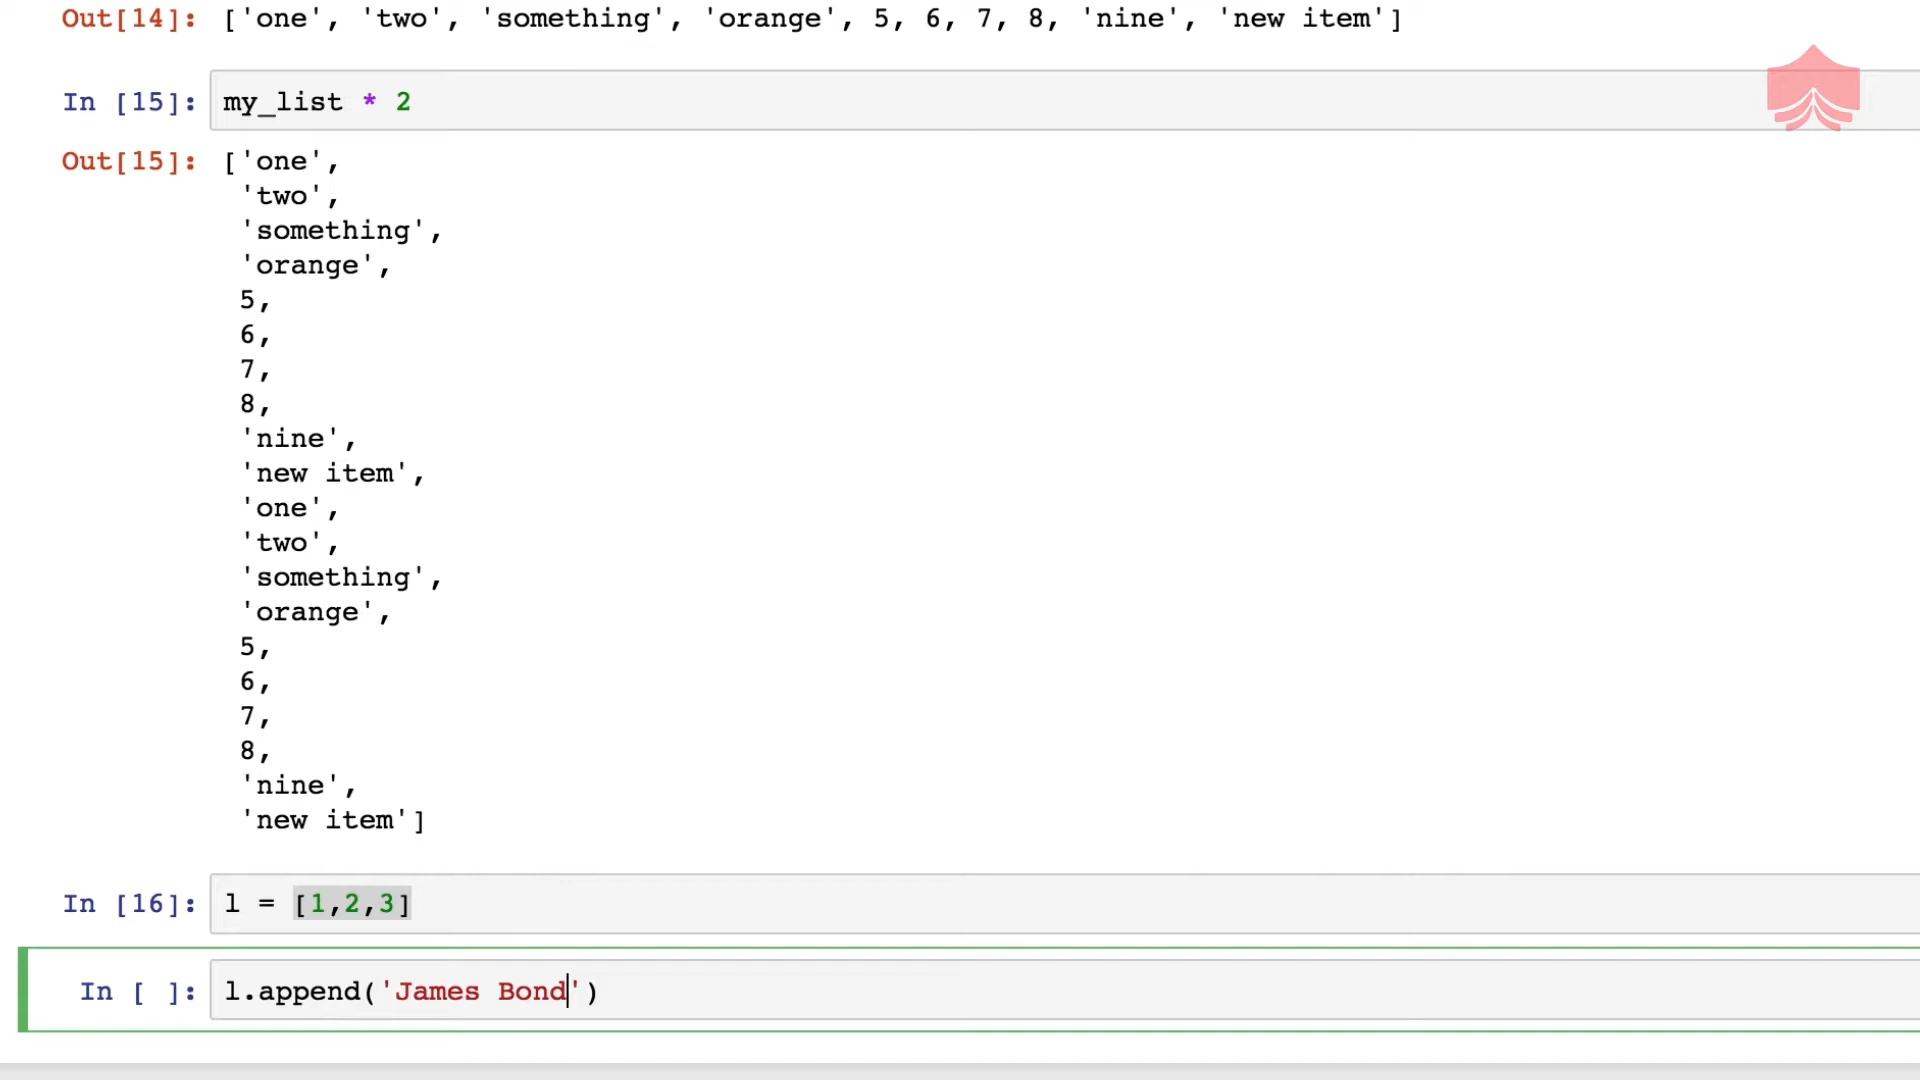 Out[14]: ['one', 'two', 'something', 'orange', 5, 6, 7, 8, 'nine', 'new item']
In [15]: my_list * 2
Out[15]: ['one',
'two',
'something',
'orange',
5,
6,
7,
8,
'nine',
'new item',
'one',
'two',
'something',
'orange',
5,
6,
7,
8,
'nine',
'new item']
In [16]: l = [1,2,3]
In [ ]: l.append('James Bond')